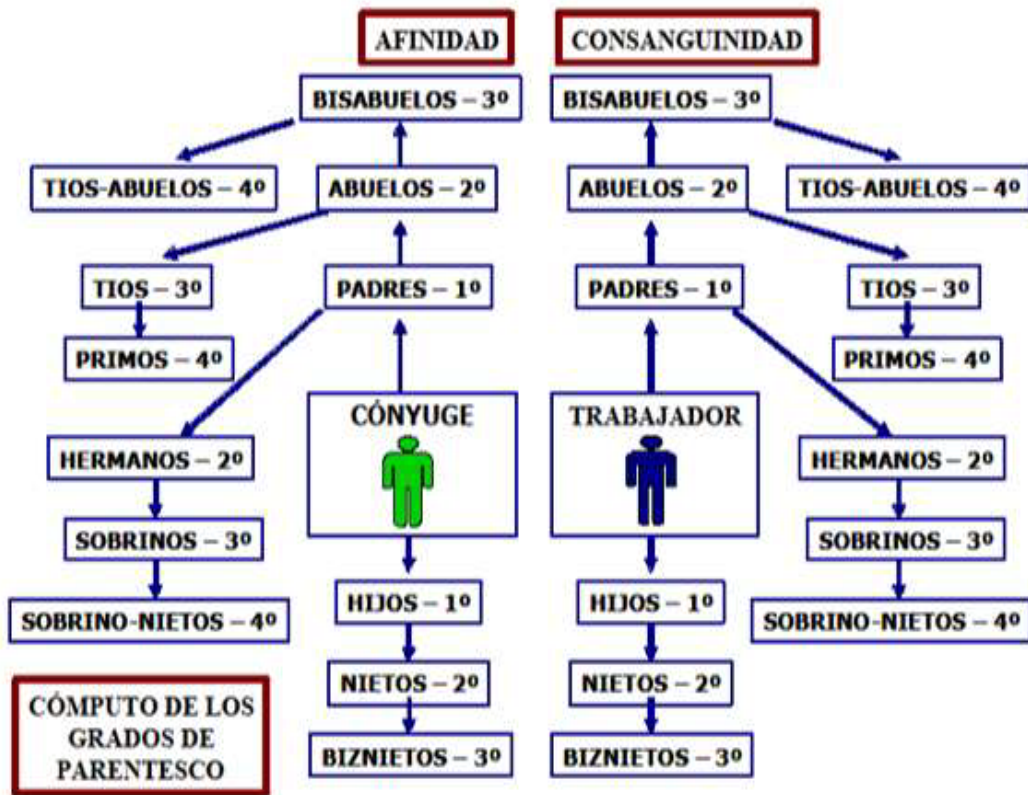 AFINIDAD
CONSANGUINIDAD
BISABUELOS – 3º
BISABUELOS – 3º
TIOS-ABUELOS – 4º
ABUELOS – 2º
ABUELOS – 2º
TIOS-ABUELOS – 4º
TIOS – 3º
PADRES – 1º
PADRES – 1º
TIOS – 3º
PRIMOS – 4º
PRIMOS – 4º
CÓNYUGE
TRABAJADOR
HERMANOS – 2º
HERMANOS – 2º
SOBRINOS – 3º
SOBRINOS – 3º
HIJOS – 1º
HIJOS – 1º
SOBRINO-NIETOS – 4º
SOBRINO-NIETOS – 4º
NIETOS – 2º
NIETOS – 2º
BIZNIETOS – 3º
BIZNIETOS – 3º
CÓMPUTO DE LOS
GRADOS DE
PARENTESCO